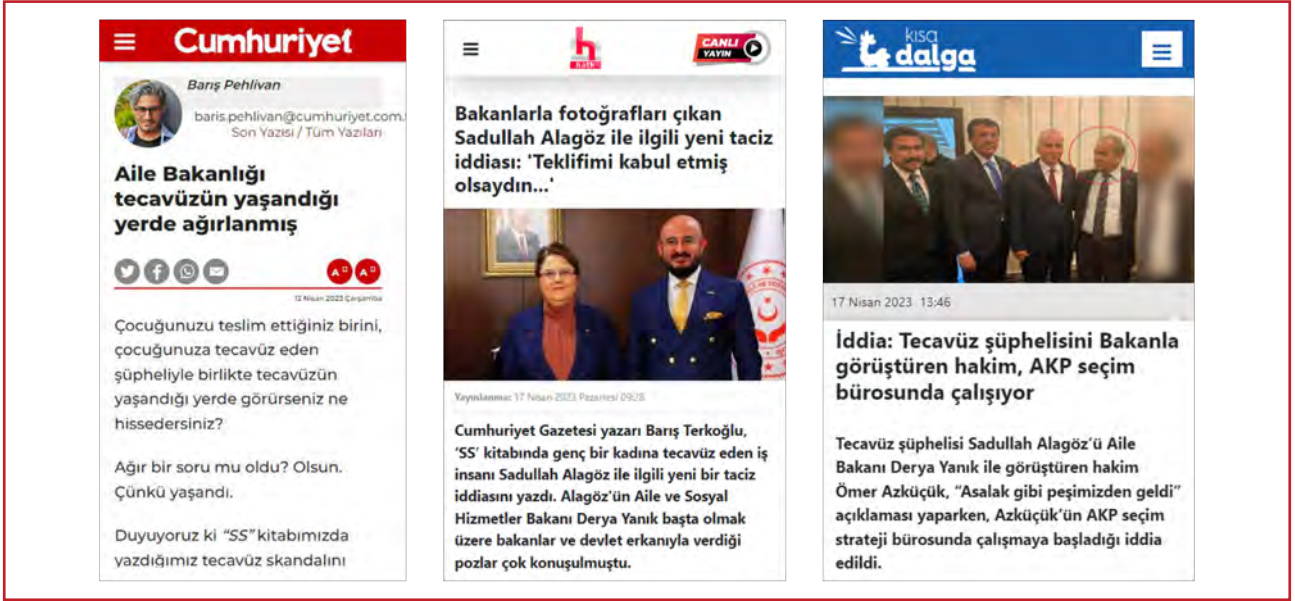 Cumhuriyet
Barış Pehlivan
baris.pehlivan@cumhuriyet.com.
Son Yazısı / Tüm Yazıları
Aile Bakanlığı
tecavüzün yaşandığı
yerde ağırlanmış
12 Nisan 2023 Çarşamba
Çocuğunuzu teslim ettiğiniz birini,
çocuğunuza tecavüz eden
şüpheliyle birlikte tecavüzün
yaşandığı yerde görürseniz ne
hissedersiniz?
Ağır bir soru mu oldu? Olsun.
Çünkü yaşandı.
Duyuyoruz ki "SS" kitabımızda
yazdığımız tecavüz skandalını
h
halk
CANLI
YAYIN
Bakanlarla fotoğrafları çıkan
Sadullah Alagöz ile ilgili yeni taciz
iddiası: 'Teklifimi kabul etmiş
olsaydın...'
Yayınlanma: 17 Nisan 2023 Pazartesi 09:28
Cumhuriyet Gazetesi yazarı Barış Terkoğlu,
‘SS’ kitabında genç bir kadına tecavüz eden iş
insanı Sadullah Alagöz ile ilgili yeni bir taciz
iddiasını yazdı. Alagöz'ün Aile ve Sosyal
Hizmetler Bakanı Derya Yanık başta olmak
üzere bakanlar ve devlet erkanıyla verdiği
pozlar çok konuşulmuştu.
kısa
dalga
17 Nisan 2023 13:46
İddia: Tecavüz şüphelisini Bakanla
görüştüren hakim, AKP seçim
bürosunda çalışıyor
Tecavüz şüphelisi Sadullah Alagöz’ü Aile
Bakanı Derya Yanık ile görüştüren hakim
Ömer Azküçük, “Asalak gibi peşimizden geldi”
açıklaması yaparken, Azküçük’ün AKP seçim
strateji bürosunda çalışmaya başladığı iddia
edildi.